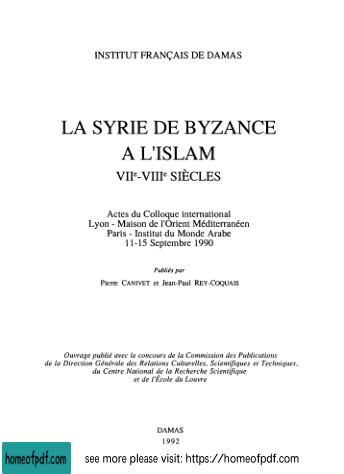 INSTITUT FRANÇAIS DE DAMAS
LA SYRIE DE BYZANCE
A L'ISLAM
VIIe-VIIIe SIÈCLES
Actes du Colloque international
Lyon - Maison de l'Orient Méditerranéen
Paris - Institut du Monde Arabe
11-15 Septembre 1990
Publiés par
Pierre CANIVET et Jean-Paul REY-COQUAIS
Ouvrage publié avec le concours de la Commission des Publications
de la Direction Générale des Relations Culturelles, Scientifiques et Techniques,
du Centre National de la Recherche Scientifique
et de l'École du Louvre
DAMAS
1992
homeofpdf.com
see more please visit: https://homeofpdf.com